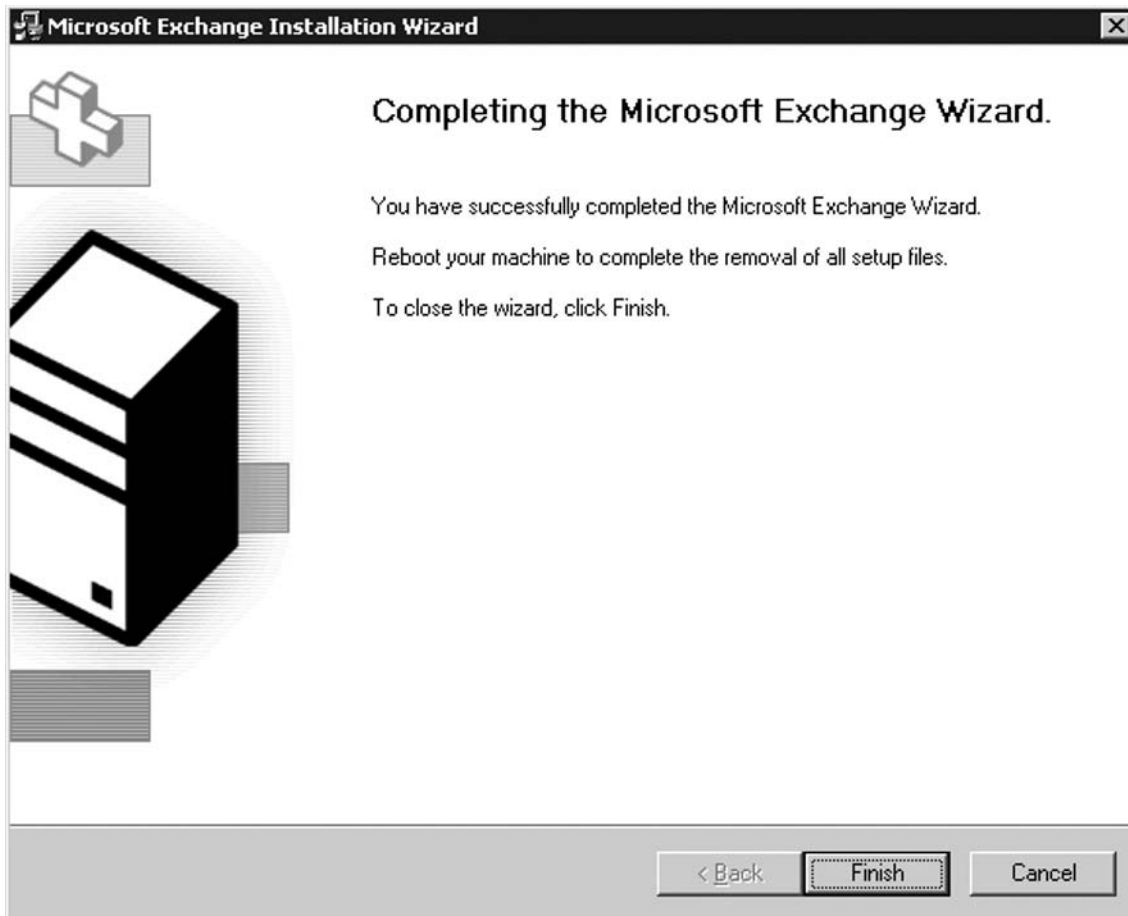 Microsoft Exchange Installation Wizard
Completing the Microsoft Exchange Wizard.
You have successfully completed the Microsoft Exchange Wizard.
Reboot your machine to complete the removal of all setup files.
To close the wizard, click Finish.
< Back Finish Cancel